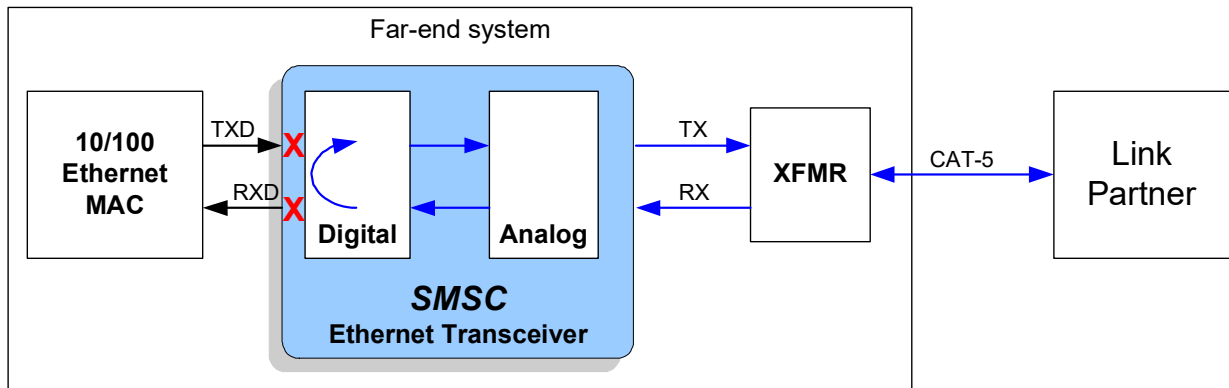 Far-end system
10/100
Ethernet
MAC
TXD
RXD
X
X
Digital
Analog
SMSC
Ethernet Transceiver
TX
RX
XFMR
CAT-5
Link
Partner